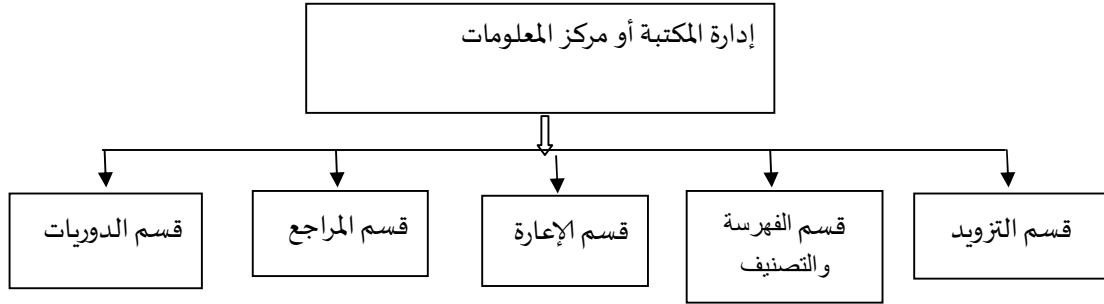 إدارة المكتبة أو مركز المعلومات
قسم التزويد
قسم الفهرسة
والتصنيف
قسم الإعارة
قسم المراجع
قسم الدوريات